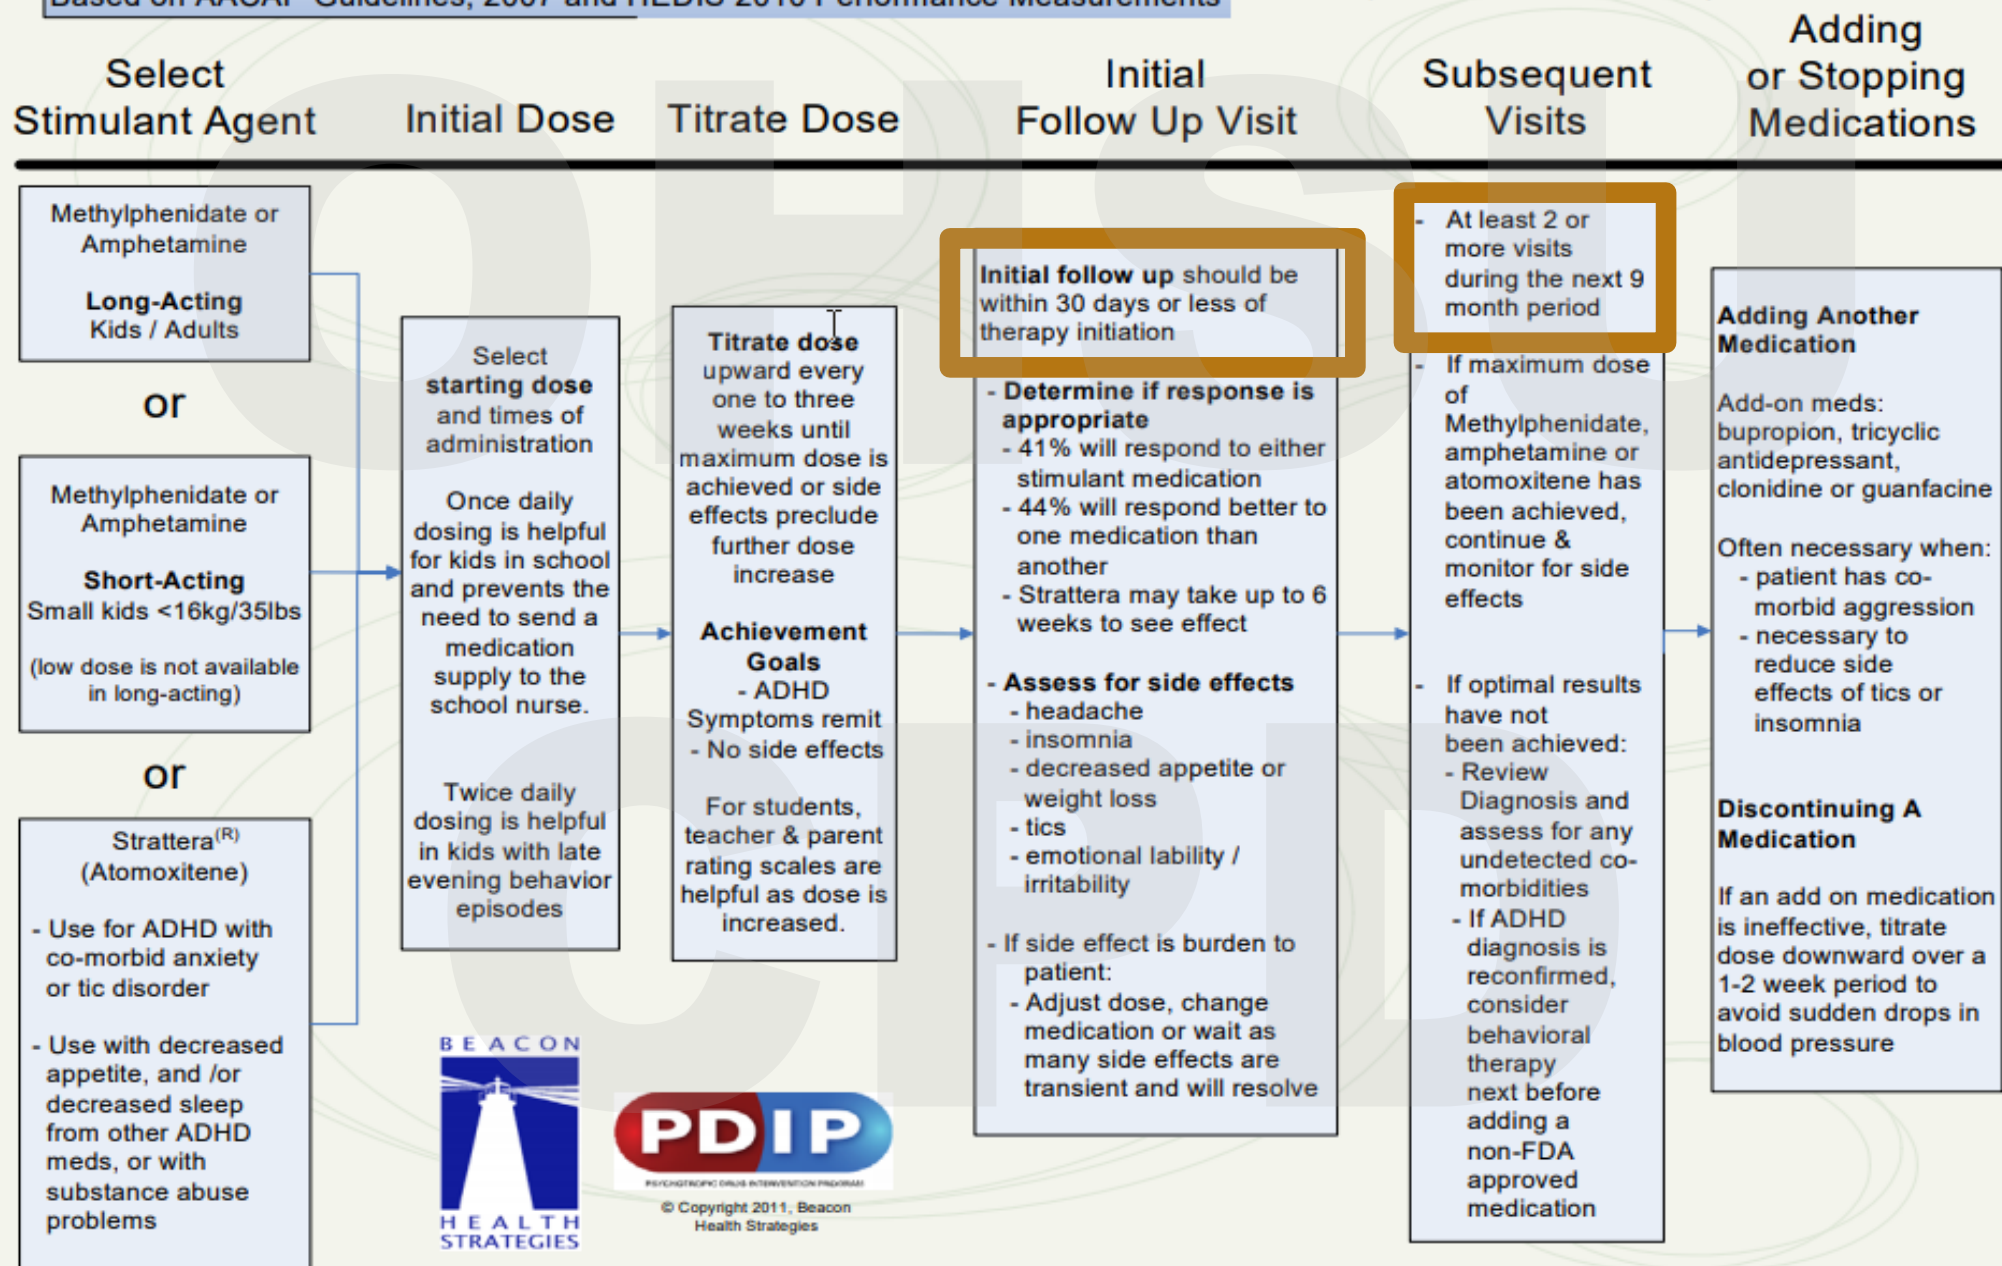 Based on AACAP Guidelines, 2007 and HEDIS 2010 Performance Measurements
Select
Stimulant Agent
Initial Dose
Titrate Dose
Initial
Follow Up Visit
Subsequent
Visits
Adding
or Stopping
Medications
Methylphenidate or
Amphetamine
Long-Acting
Kids / Adults
or
Methylphenidate or
Amphetamine
Short-Acting
Small kids <16kg/35lbs
(low dose is not available
in long-acting)
or
Strattera(R)
(Atomoxitene)
- Use for ADHD with
co-morbid anxiety
or tic disorder
- Use with decreased
appetite, and /or
decreased sleep
from other ADHD
meds, or with
substance abuse
problems
Select
starting dose
and times of
administration
Once daily
dosing is helpful
for kids in school
and prevents the
need to send a
medication
supply to the
school nurse.
Twice daily
dosing is helpful
in kids with late
evening behavior
episodes
Titrate dose
upward every
one to three
weeks until
maximum dose is
achieved or side
effects preclude
further dose
increase
Achievement
Goals
- ADHD
Symptoms remit
- No side effects
For students,
teacher & parent
rating scales are
helpful as dose is
increased.
Initial follow up should be
within 30 days or less of
therapy initiation
- Determine if response is
appropriate
- 41% will respond to either
stimulant medication
- 44% will respond better to
one medication than
another
- Strattera may take up to 6
weeks to see effect
- Assess for side effects
- headache
- insomnia
- decreased appetite or
weight loss
- tics
- emotional lability /
irritability
- If side effect is burden to
patient:
- Adjust dose, change
medication or wait as
many side effects are
transient and will resolve
- At least 2 or
more visits
during the next 9
month period
- If maximum dose
of
Methylphenidate,
amphetamine or
atomoxitene has
been achieved,
continue &
monitor for side
effects
- If optimal results
have not
been achieved:
- Review
Diagnosis and
assess for any
undetected co-
morbidities
- If ADHD
diagnosis is
reconfirmed,
consider
behavioral
therapy
next before
adding a
non-FDA
approved
medication
Adding Another
Medication
Add-on meds:
bupropion, tricyclic
antidepressant,
clonidine or guanfacine
Often necessary when:
- patient has co-
morbid aggression
- necessary to
reduce side
effects of tics or
insomnia
Discontinuing A
Medication
If an add on medication
is ineffective, titrate
dose downward over a
1-2 week period to
avoid sudden drops in
blood pressure
BEACON
HEALTH
STRATEGIES
PDIP
PSYCHOTROPIC DRUG INTERVENTION PROGRAM
© Copyright 2011, Beacon
Health Strategies
OHSU
CPD